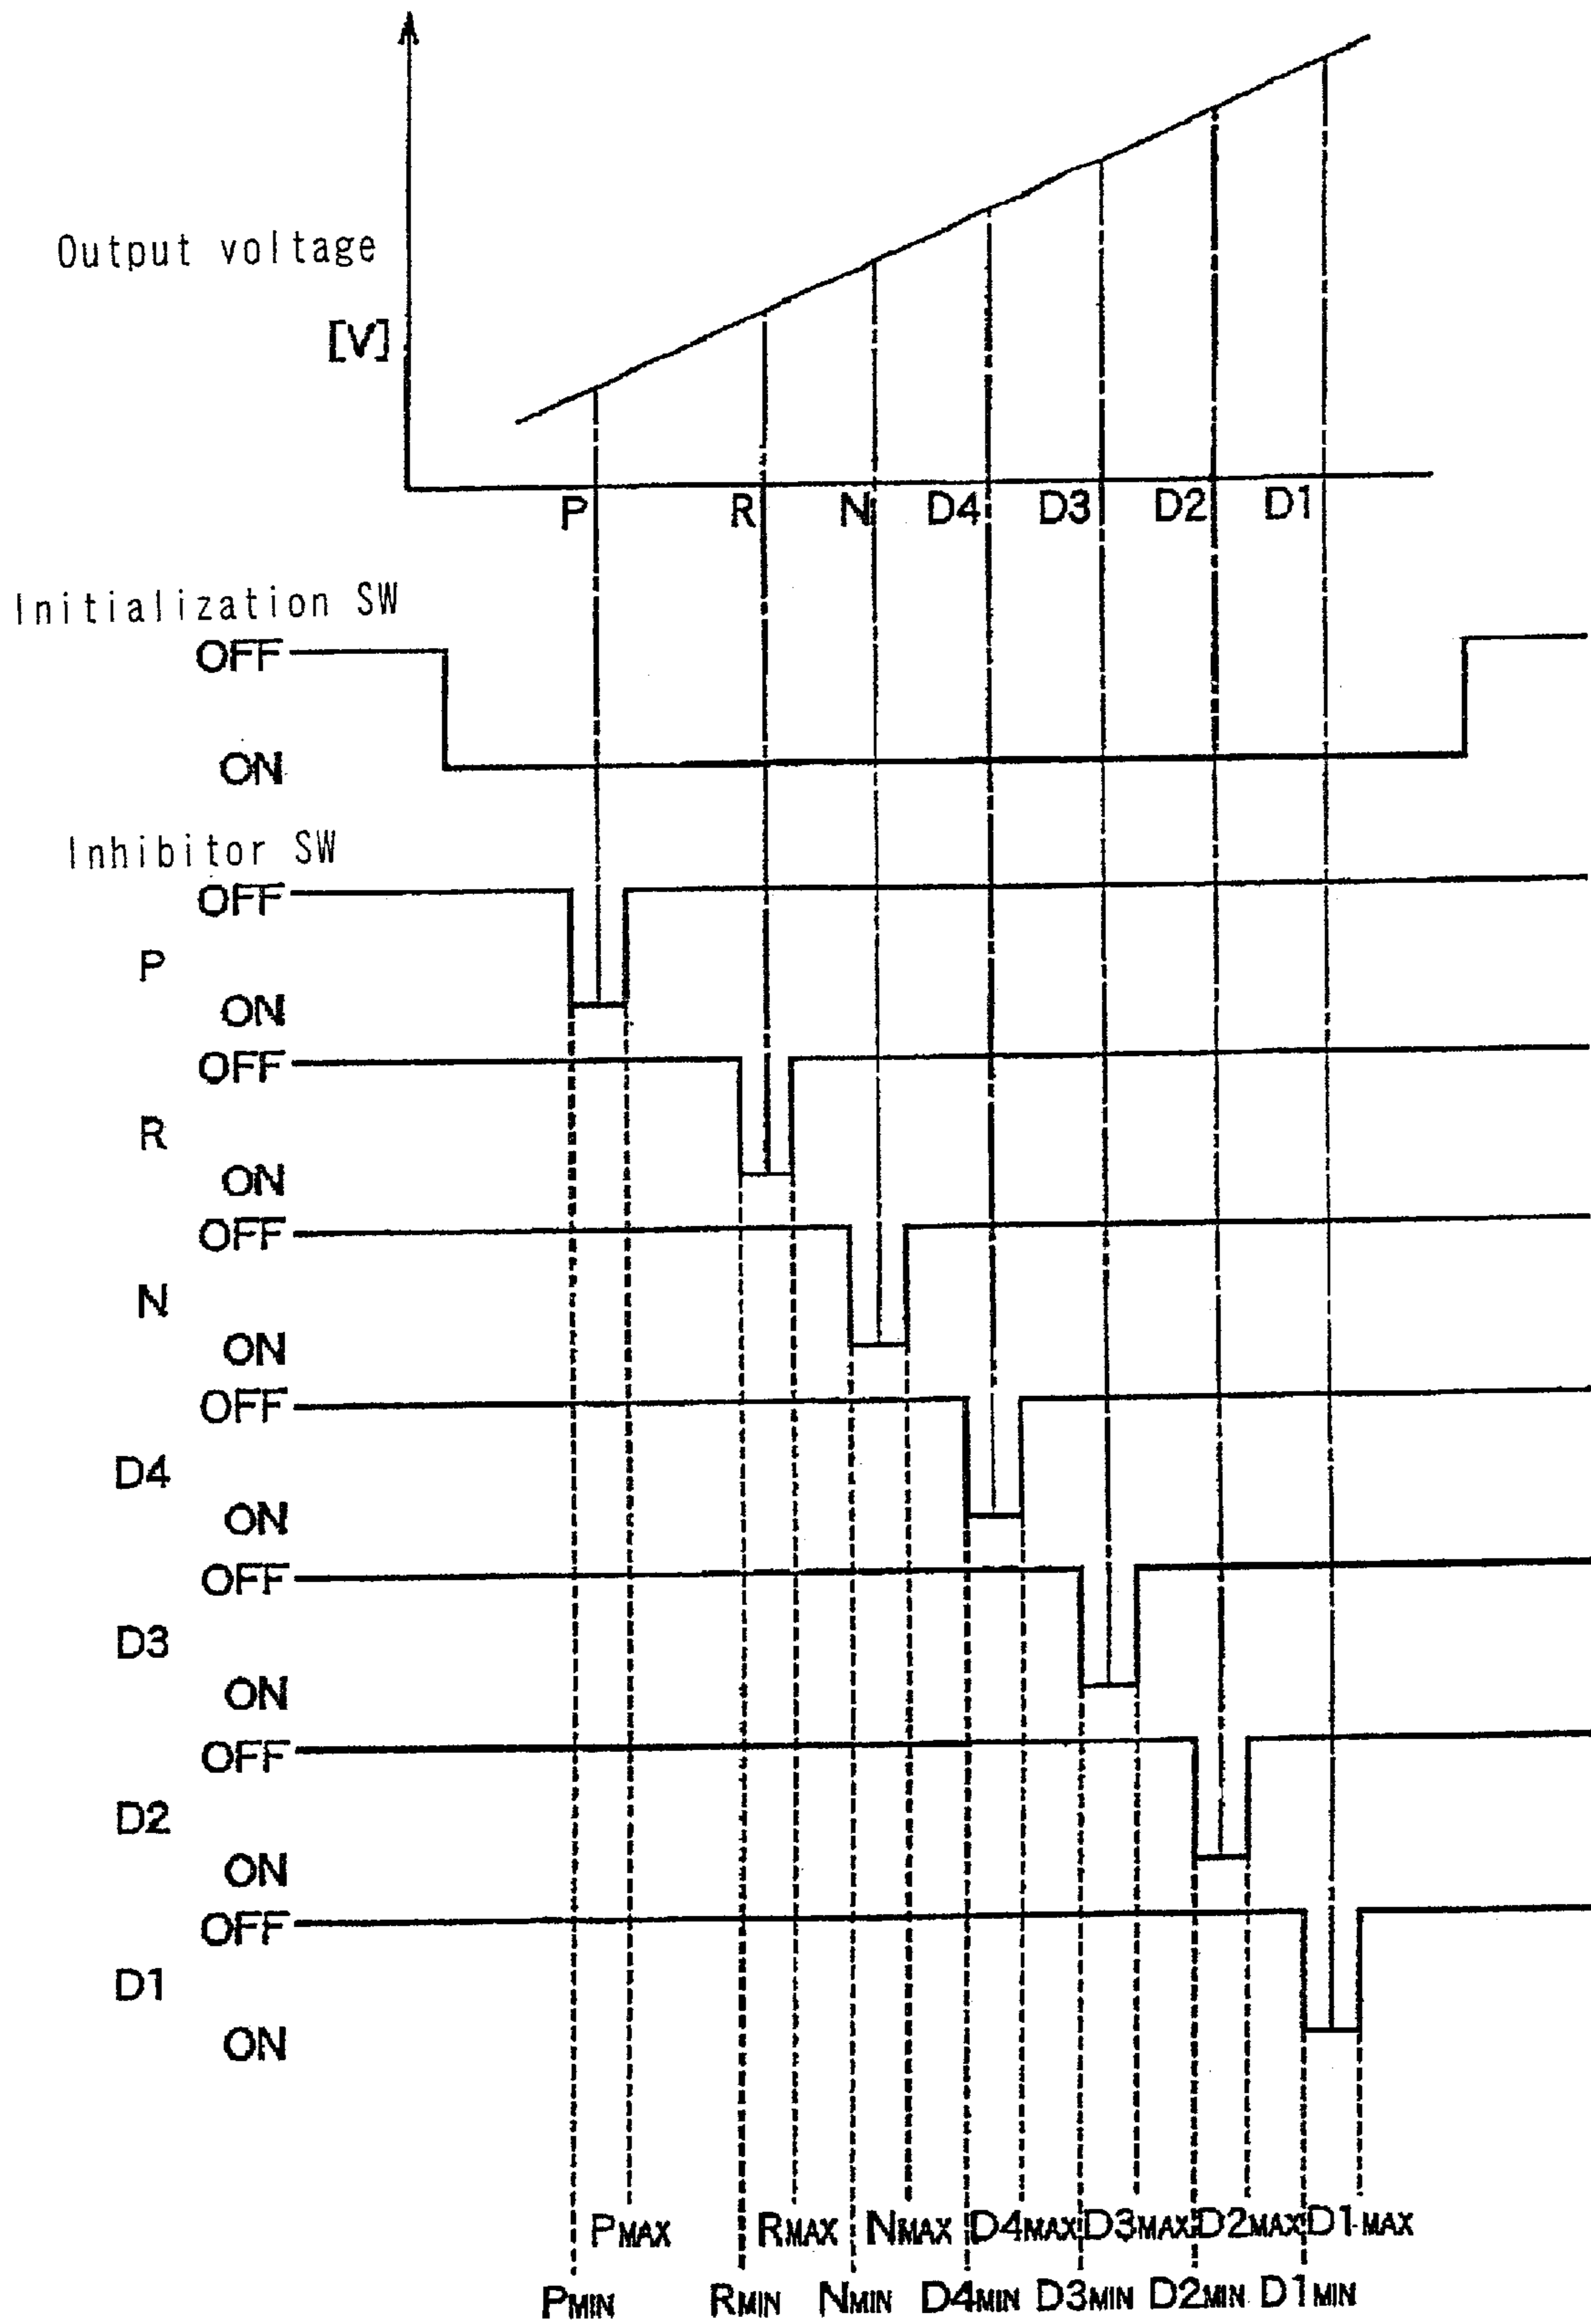 Output voltage
[V]
P R N D4 D3 D2 D1
Initialization SW
OFF
ON
Inhibitor SW
OFF
P
ON
OFF
R
ON
OFF
N
ON
OFF
D4
ON
OFF
D3
ON
OFF
D2
ON
OFF
D1
ON
PMAX RMAX NMAX D4MAX D3MAX D2MAX D1MAX
PMIN RMIN NMIN D4MIN D3MIN D2MIN D1MIN